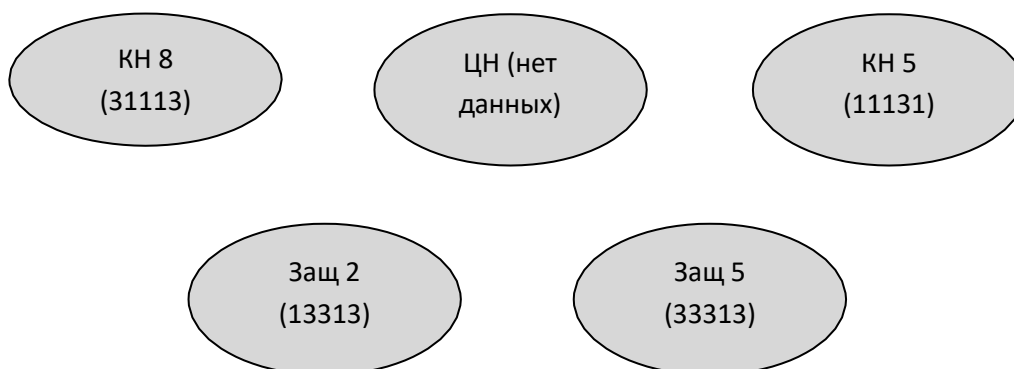 КН 8
(31113)
ЦН (нет
данных)
КН 5
(11131)
Защ 2
(13313)
Защ 5
(33313)